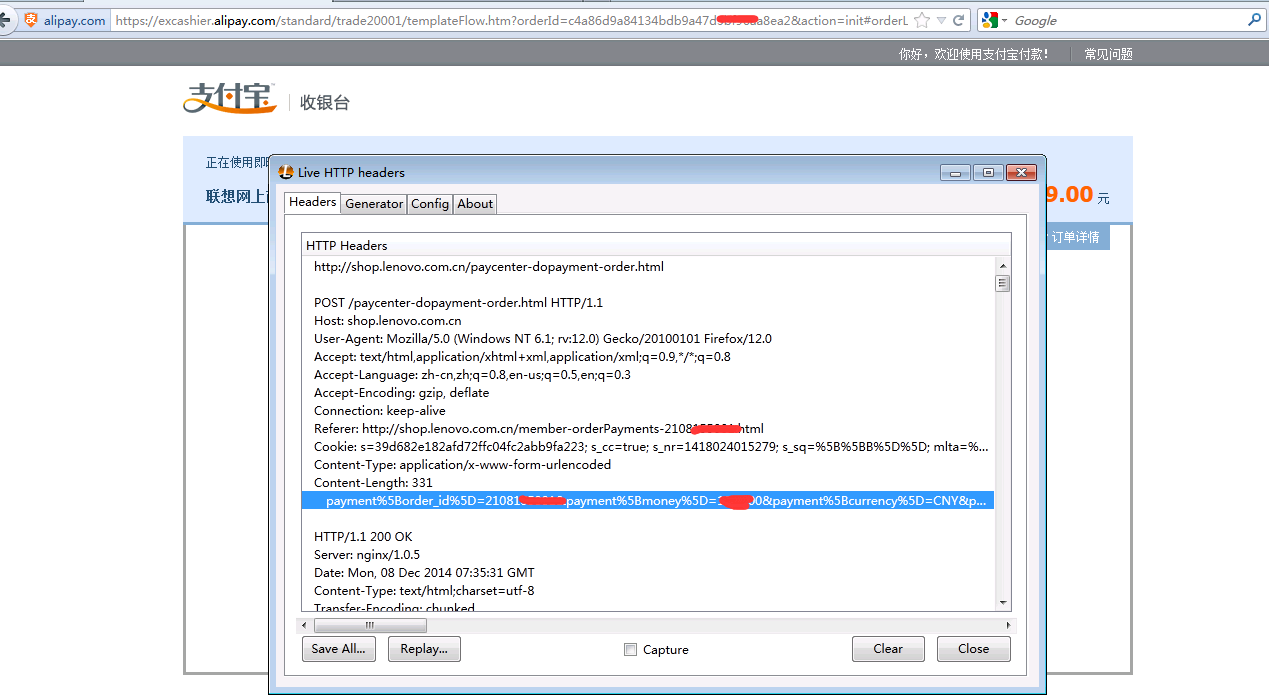 alipay.com https://excashier.alipay.com/standard/trade20001/templateFlow.htm?orderId=c4a86d9a84134bdb9a47d a8ea2&action=init#orderL Google
你好，欢迎使用支付宝付款！ 常见问题
支付宝 收银台
正在使用即
联想网上 9.00 元
订单详情
Live HTTP headers
Headers Generator Config About
HTTP Headers
http://shop.lenovo.com.cn/paycenter-dopayment-order.html
POST /paycenter-dopayment-order.html HTTP/1.1
Host: shop.lenovo.com.cn
User-Agent: Mozilla/5.0 (Windows NT 6.1; rv:12.0) Gecko/20100101 Firefox/12.0
Accept: text/html,application/xhtml+xml,application/xml;q=0.9,*/*;q=0.8
Accept-Language: zh-cn,zh;q=0.8,en-us;q=0.5,en;q=0.3
Accept-Encoding: gzip, deflate
Connection: keep-alive
Referer: http://shop.lenovo.com.cn/member-orderPayments-2108 html
Cookie: s=39d682e182afd72ffc04fc2abb9fa223; s_cc=true; s_nr=1418024015279; s_sq=%5B%5BB%5D%5D; mlta=%...
Content-Type: application/x-www-form-urlencoded
Content-Length: 331
payment%5Border_id%5D=21081 payment%5Bmoney%5D=1 00&payment%5Bcurrency%5D=CNY&p...
HTTP/1.1 200 OK
Server: nginx/1.0.5
Date: Mon, 08 Dec 2014 07:35:31 GMT
Content-Type: text/html;charset=utf-8
Transfer-Encoding: chunked
Save All... Replay... Capture Clear Close